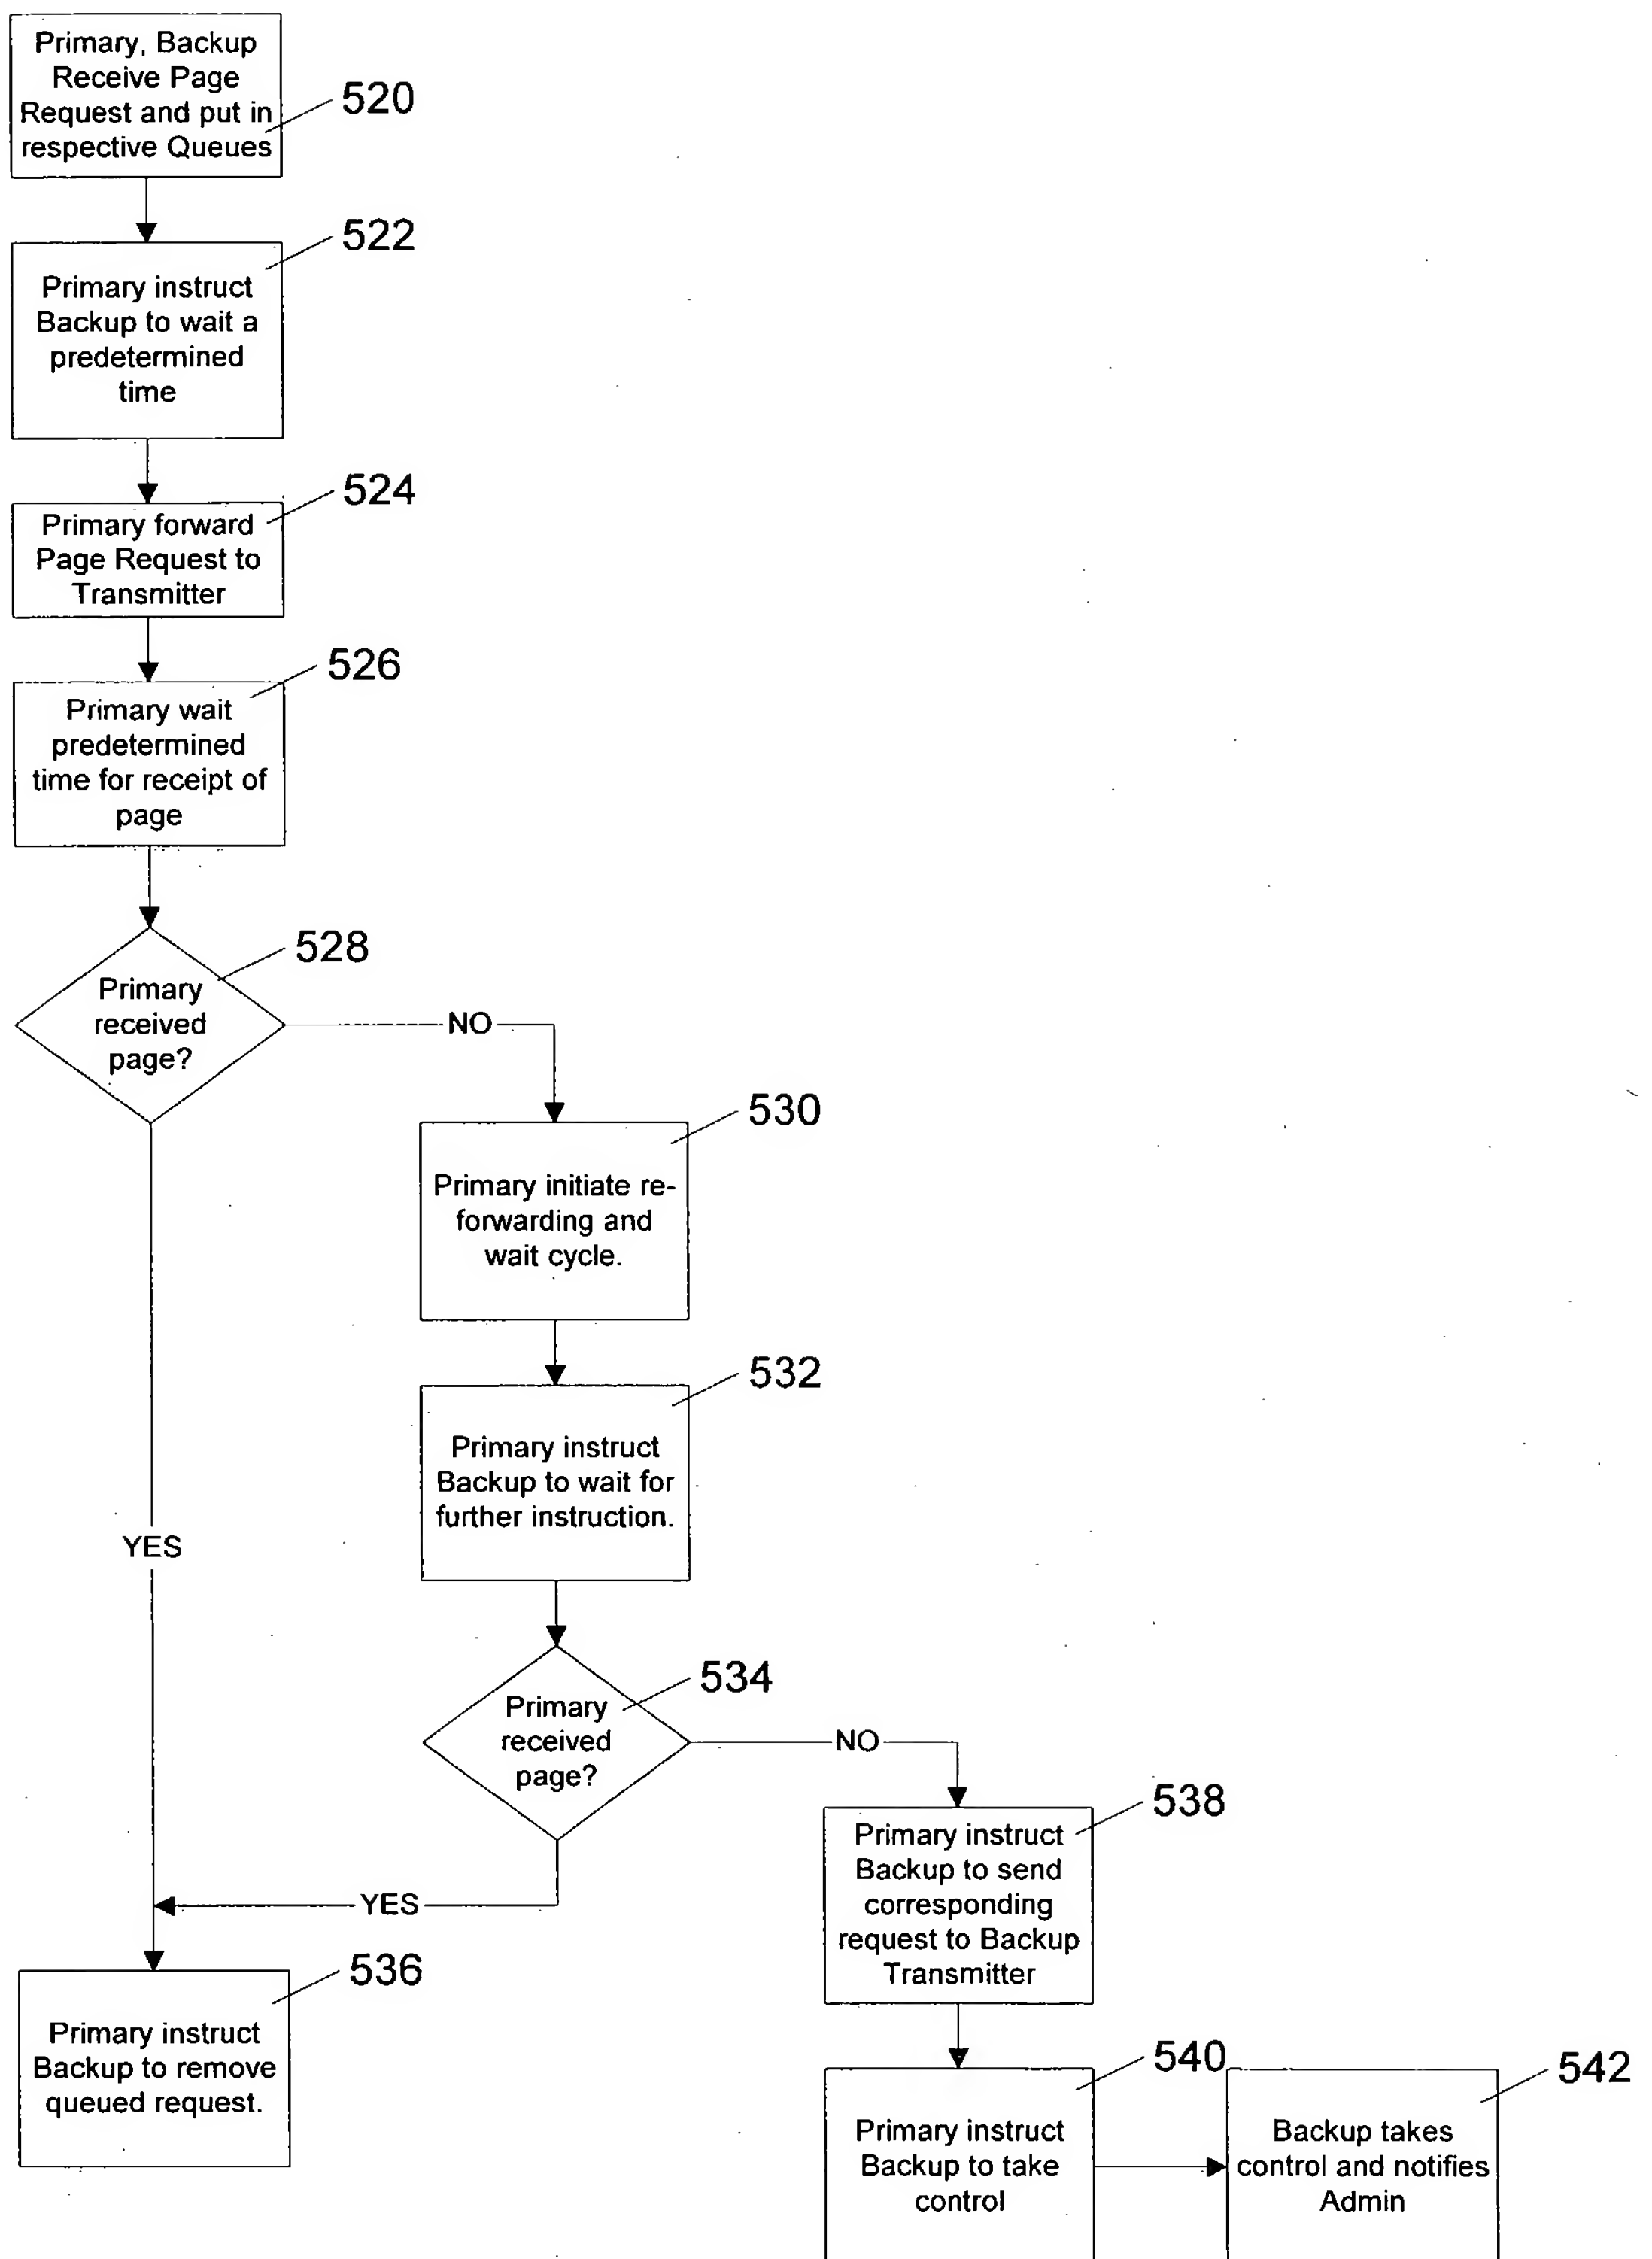 Primary, Backup
Receive Page
Request and put in
respective Queues
520
522
Primary instruct
Backup to wait a
predetermined
time
524
Primary forward
Page Request to
Transmitter
526
Primary wait
predetermined
time for receipt of
page
528
Primary
received
page?
NO
530
Primary initiate re-
forwarding and
wait cycle.
532
Primary instruct
Backup to wait for
further instruction.
YES
534
Primary
received
page?
NO
538
Primary instruct
Backup to send
corresponding
request to Backup
Transmitter
YES
536
Primary instruct
Backup to remove
queued request.
540
Primary instruct
Backup to take
control
542
Backup takes
control and notifies
Admin